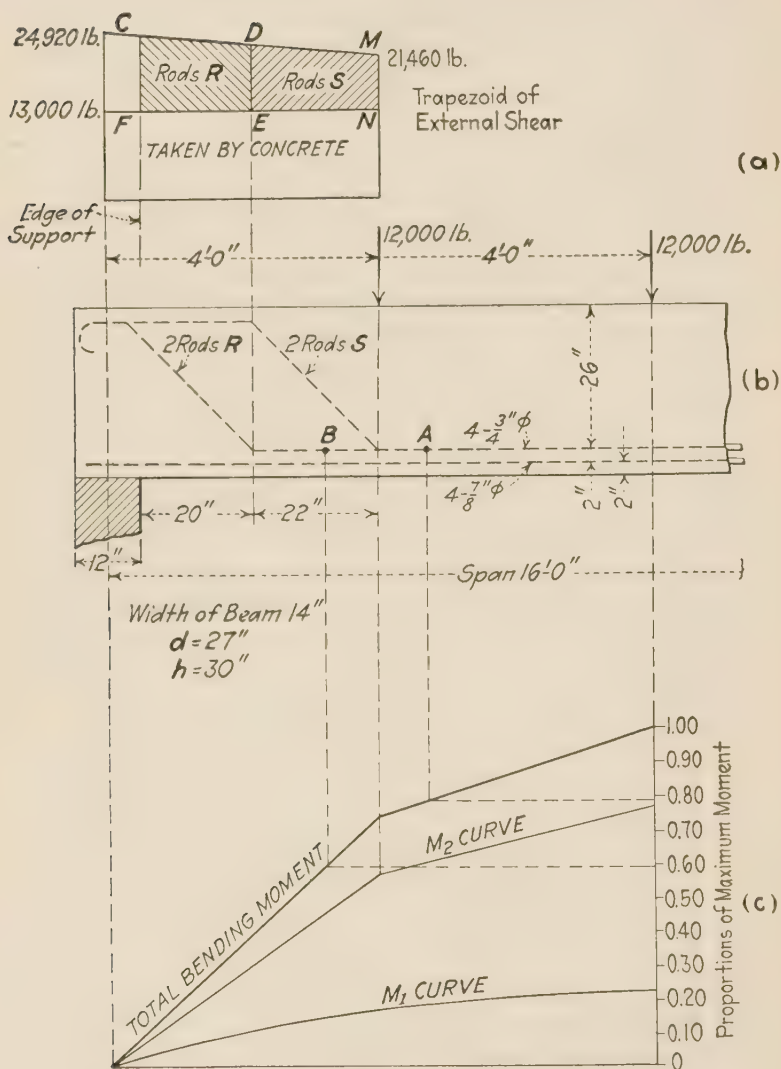 C
D
M
24,920 lb.
21,460 lb.
Rods R
Rods S
13,000 lb.
Trapezoid of
External Shear
F
E
N
TAKEN BY CONCRETE
(a)
Edge of
Support
4'-0"
12,000 lb.
4'-0"
12,000 lb.
2 Rods R
2 Rods S
26"
(b)
B
A
4-3/4"ϕ
4-7/8"ϕ
2"
2"
20"
22"
12"
Span 16'-0"
Width of Beam 14"
d = 27"
h = 30"
1.00
0.90
0.80
0.70
0.60
0.50
0.40
0.30
0.20
0.10
0
Proportions of Maximum Moment
M2 CURVE
(c)
TOTAL BENDING MOMENT
M1 CURVE